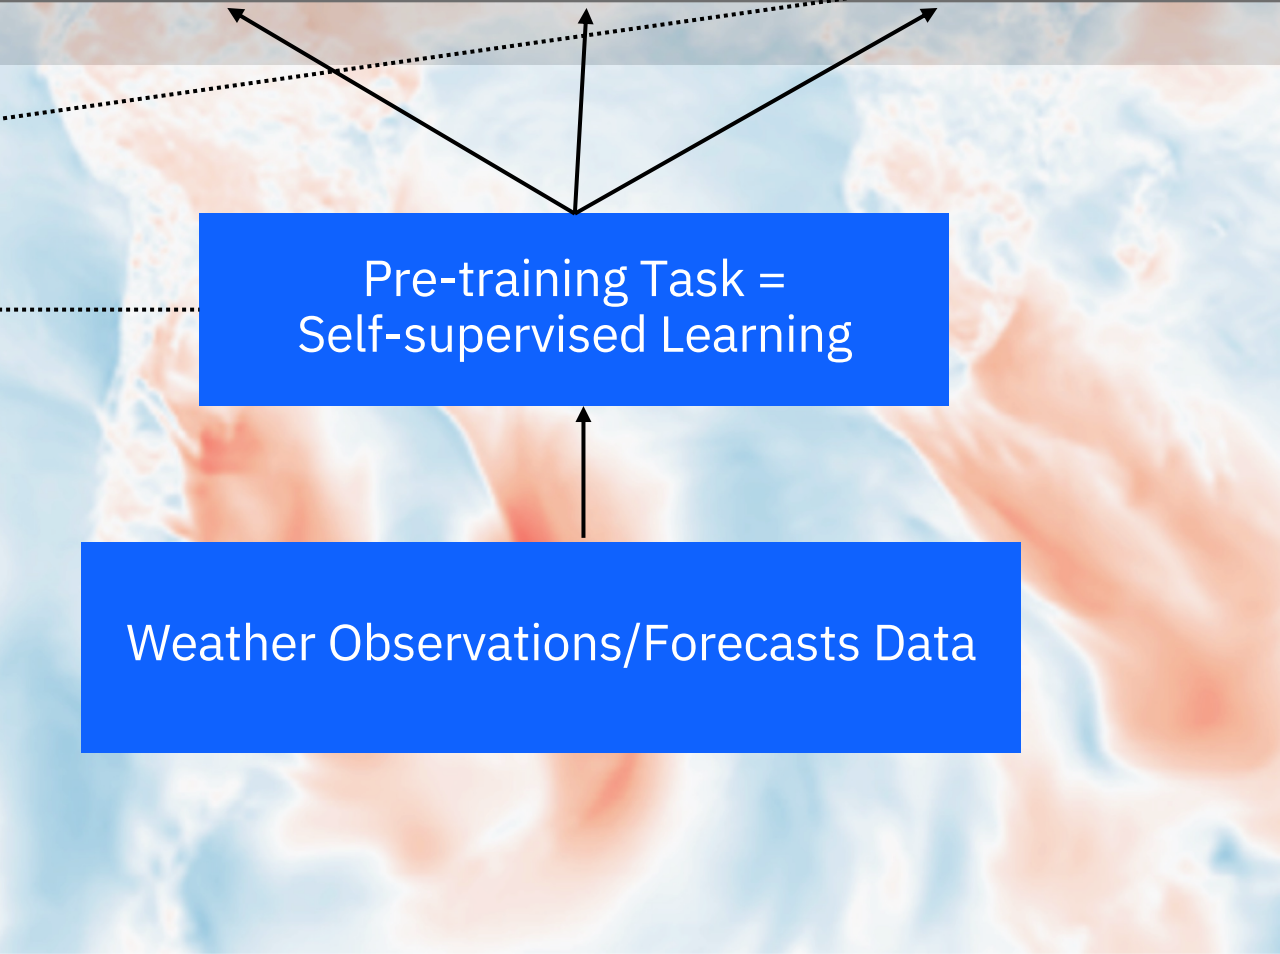 Pre-training Task =
Self-supervised Learning
Weather Observations/Forecasts Data